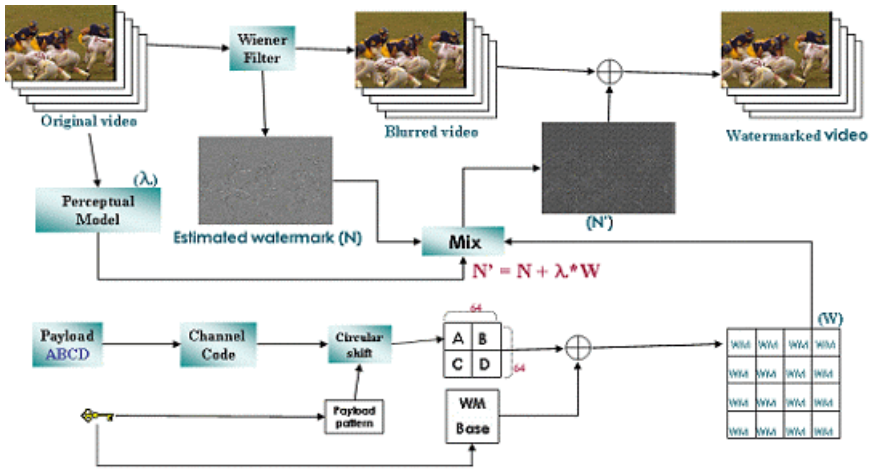 Wiener
Filter
Original video
Blurred video
Watermarked video
(λ.)
Perceptual
Model
Estimated watermark (N)
Mix
(N')
N' = N + λ.*W
Payload
ABCD
Channel
Code
Circular
shift
64
A B
C D
64
(W)
WM WM WM WM
WM WM WM WM
WM WM WM WM
WM WM WM WM
Payload
pattern
WM
Base